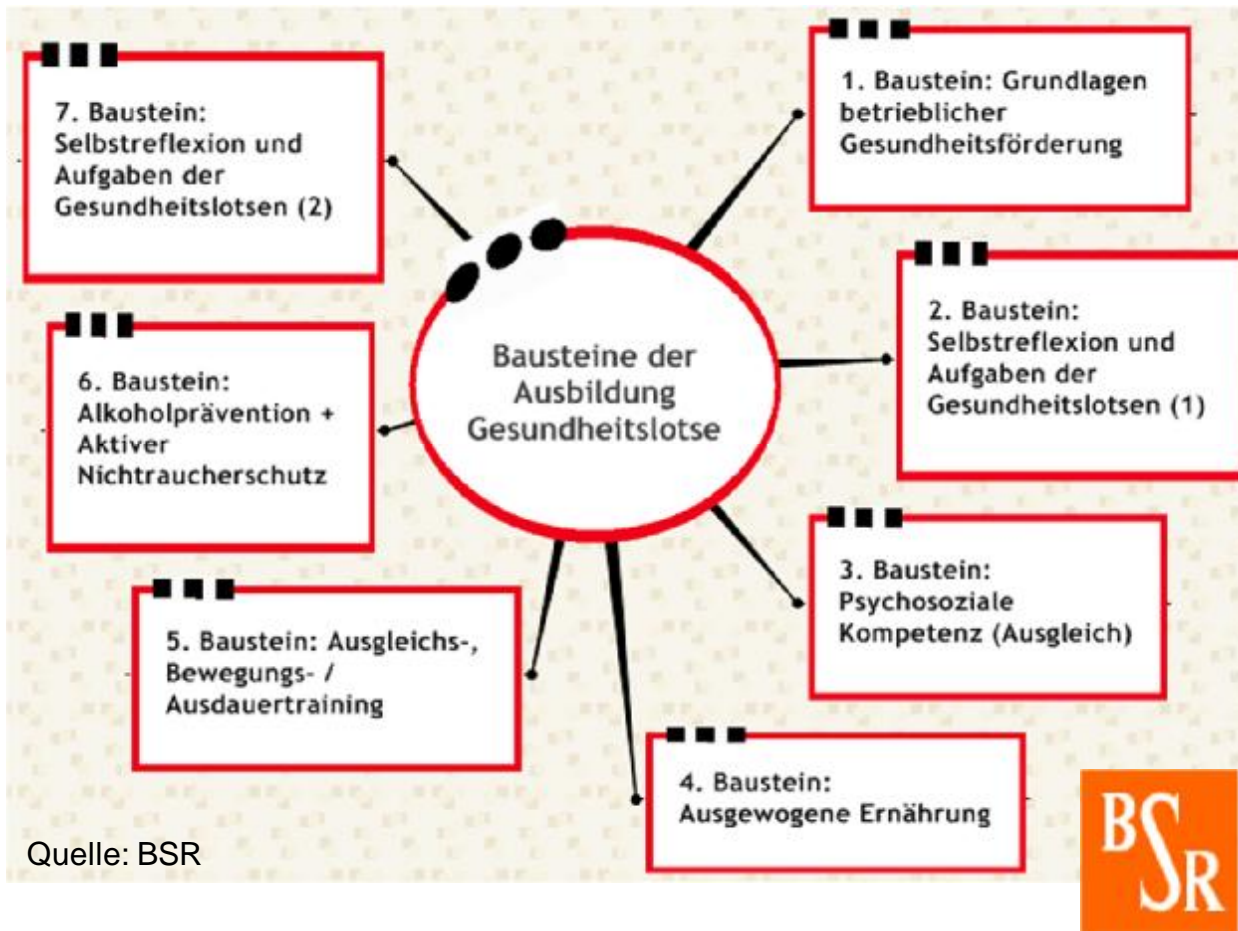 Bausteine der
Ausbildung
Gesundheitslotse
1. Baustein: Grundlagen
betrieblicher
Gesundheitsförderung
2. Baustein:
Selbstreflexion und
Aufgaben der
Gesundheitslotsen (1)
3. Baustein:
Psychosoziale
Kompetenz (Ausgleich)
4. Baustein:
Ausgewogene Ernährung
5. Baustein: Ausgleichs-,
Bewegungs- /
Ausdauertraining
6. Baustein:
Alkoholprävention +
Aktiver
Nichtraucherschutz
7. Baustein:
Selbstreflexion und
Aufgaben der
Gesundheitslotsen (2)
Quelle: BSR
BSR